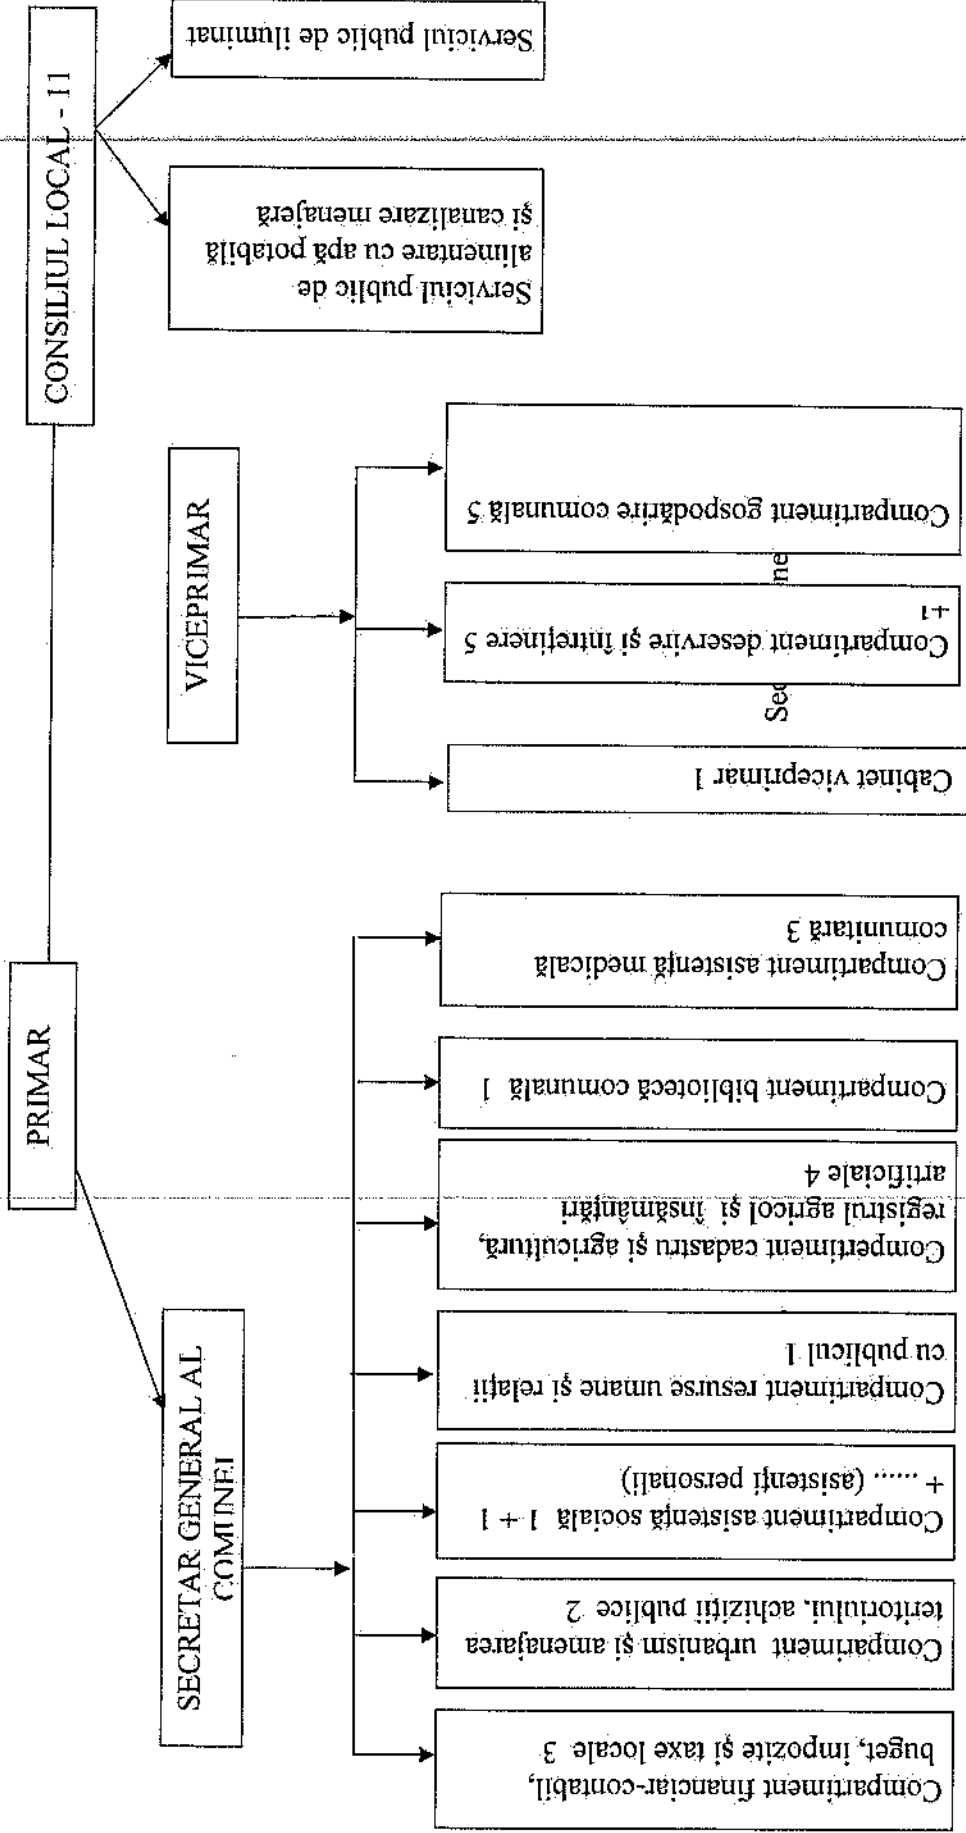 PRIMAR
CONSILIUL LOCAL - 11
SECRETAR GENERAL AL
COMUNEI
VICEPRIMAR
Serviciul public de
alimentare cu apă potabilă
şi canalizare menajeră
Serviciul public de iluminat
Compartiment financiar-contabil,
buget, impozite şi taxe locale 3
Compariment urbanism şi amenajarea
teritoriului, achiziţii publice 2
Compartiment asistenţă socială 1 + 1
+ ...... (asistenţi personali)
Compartiment resurse umane şi relaţii
cu publicul 1
Compertiment cadastru şi agricultură,
registrul agricol şi însămânţări
artificiale 4
Compartiment bibliotecă comunală 1
Compartiment asistenţă medicală
comunitară 3
Cabinet viceprimar 1
Compartiment deservire şi întreţinere 5
+1
Compartiment gospodărire comunală 5
Sec
ne